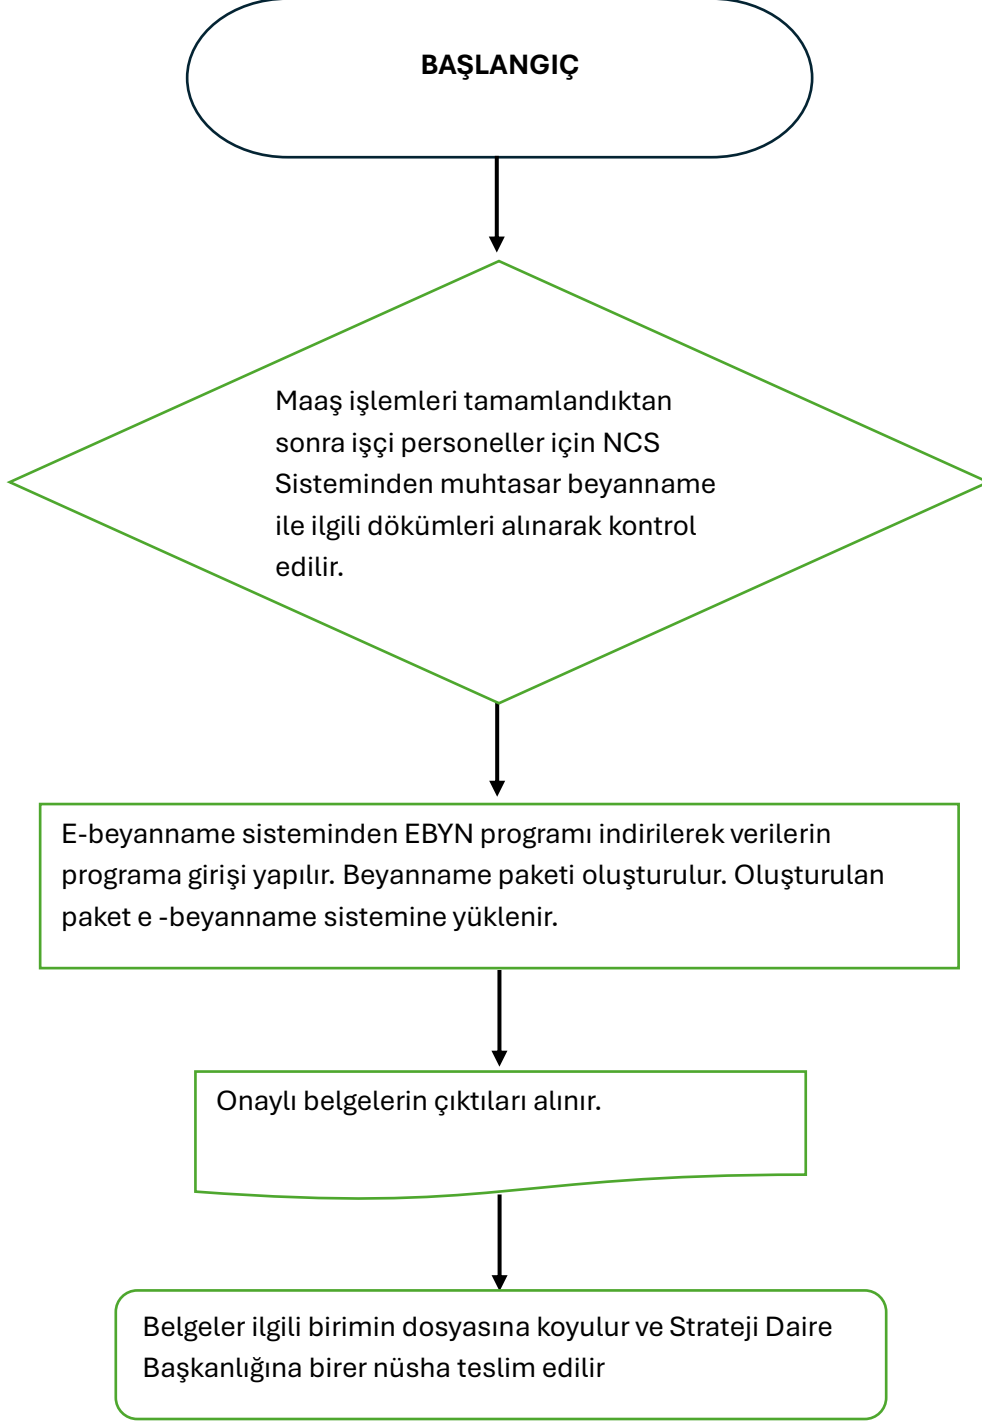 BAŞLANGIÇ
Maaş işlemleri tamamlandıktan
sonra işçi personeller için NCS
Sisteminden muhtasar beyanname
ile ilgili dökümleri alınarak kontrol
edilir.
E-beyanname sisteminden EBYN programı indirilerek verilerin
programa girişi yapılır. Beyanname paketi oluşturulur. Oluşturulan
paket e -beyanname sistemine yüklenir.
Onaylı belgelerin çıktıları alınır.
Belgeler ilgili birimin dosyasına koyulur ve Strateji Daire
Başkanlığına birer nüsha teslim edilir